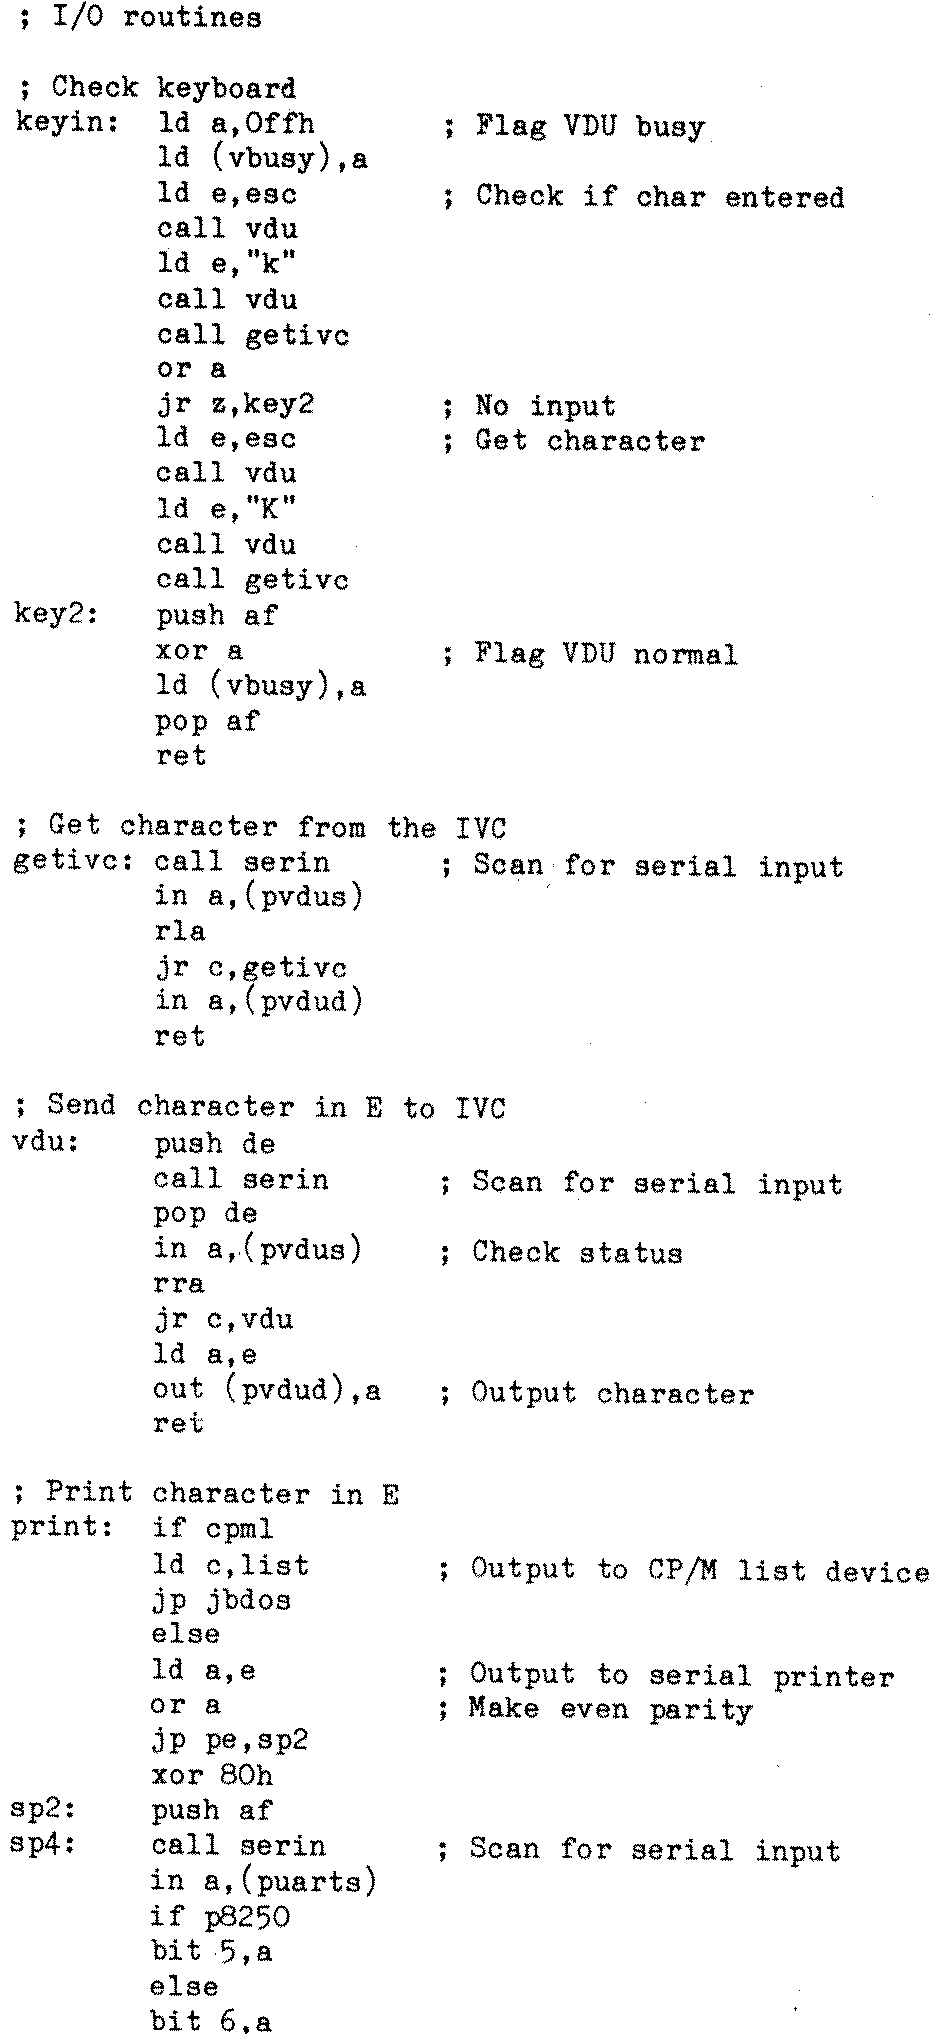 ; I/O routines

; Check keyboard
keyin:  ld a,0ffh       ; Flag VDU busy
        ld (vbusy),a
        ld e,esc        ; Check if char entered
        call vdu
        ld e,"k"
        call vdu
        call getivc
        or a
        jr z,key2       ; No input
        ld e,esc        ; Get character
        call vdu
        ld e,"K"
        call vdu
        call getivc
key2:   push af
        xor a           ; Flag VDU normal
        ld (vbusy),a
        pop af
        ret

; Get character from the IVC
getivc: call serin      ; Scan for serial input
        in a,(pvdus)
        rla
        jr c,getivc
        in a,(pvdud)
        ret

; Send character in E to IVC
vdu:    push de
        call serin      ; Scan for serial input
        pop de
        in a,(pvdus)    ; Check status
        rra
        jr c,vdu
        ld a,e
        out (pvdud),a   ; Output character
        ret

; Print character in E
print:  if cpml
        ld c,list       ; Output to CP/M list device
        jp jbdos
        else
        ld a,e          ; Output to serial printer
        or a            ; Make even parity
        jp pe,sp2
        xor 80h
sp2:    push af
sp4:    call serin      ; Scan for serial input
        in a,(puarts)
        if p8250
        bit 5,a
        else
        bit 6,a